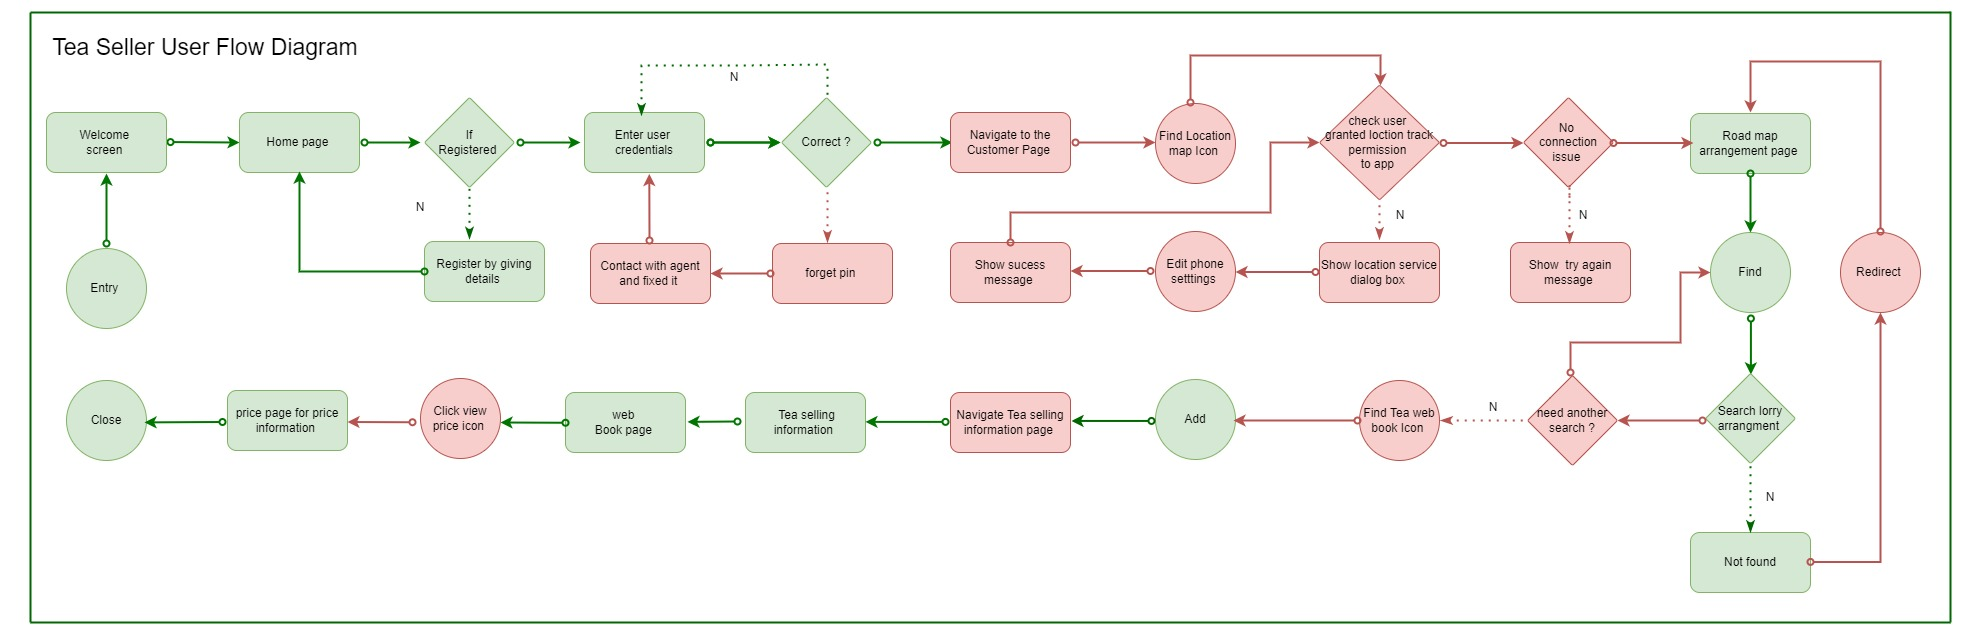 Tea Seller User Flow Diagram
N
Welcome
screen
Home page
If
Registered
Enter user
credentials
Correct ?
Navigate to the
Customer Page
Find Location
map Icon
check user
granted loction track
permission
to app
No
connection
issue
Road map
arrangement page
N
N
N
Entry
Register by giving
details
Contact with agent
and fixed it
forget pin
Show sucess
message
Edit phone
setttings
Show location service
dialog box
Show try again
message
Find
Redirect
Close
price page for price
information
Click view
price icon
web
Book page
Tea selling
information
Navigate Tea selling
information page
Add
Find Tea web
book Icon
N
need another
search ?
Search lorry
arrangment
N
Not found